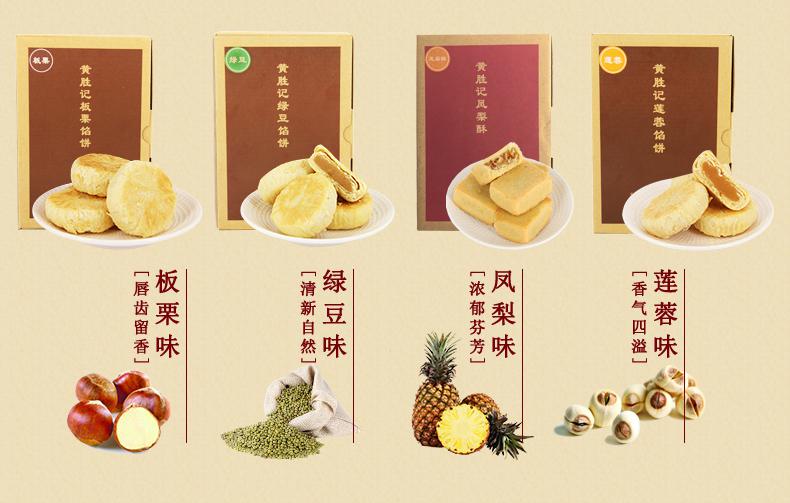 板栗
黄胜记板栗馅饼
绿豆
黄胜记绿豆馅饼
凤梨酥
黄胜记凤梨酥
莲蓉
黄胜记莲蓉馅饼
板栗味
[唇齿留香]
绿豆味
[清新自然]
凤梨味
[浓郁芬芳]
莲蓉味
[香气四溢]